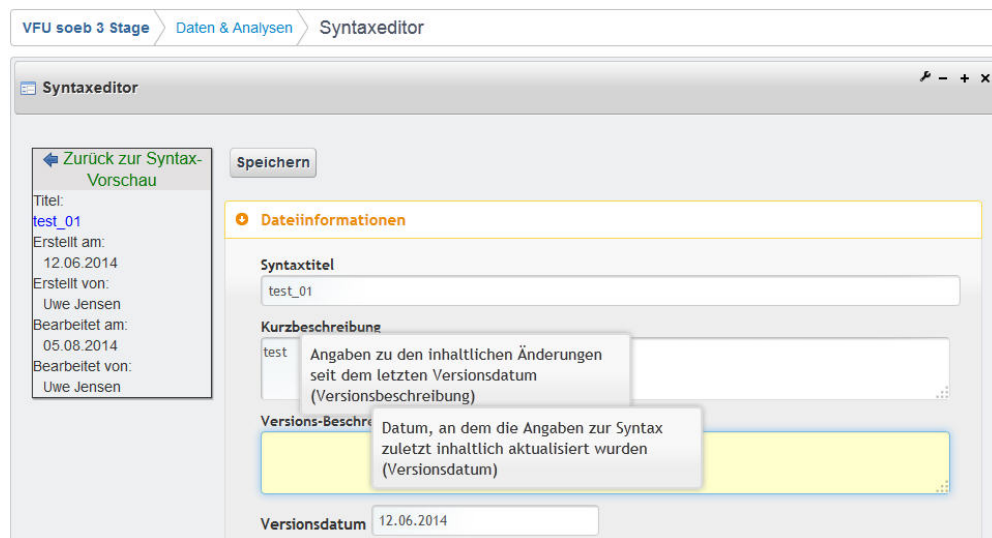 VFU soeb 3 Stage Daten & Analysen Syntaxeditor
Syntaxeditor
Zurück zur Syntax-
Vorschau
Titel:
test_01
Erstellt am:
12.06.2014
Erstellt von:
Uwe Jensen
Bearbeitet am:
05.08.2014
Bearbeitet von:
Uwe Jensen
Speichern
Dateiinformationen
Syntaxtitel
test_01
Kurzbeschreibung
test
Angaben zu den inhaltlichen Änderungen
seit dem letzten Versionsdatum
(Versionsbeschreibung)
Versions-Beschre
Datum, an dem die Angaben zur Syntax
zuletzt inhaltlich aktualisiert wurden
(Versionsdatum)
Versionsdatum 12.06.2014